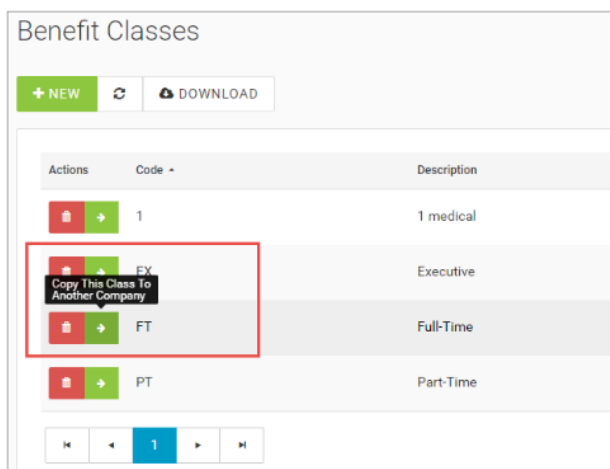 Benefit Classes
+ NEW DOWNLOAD
Actions Code Description
1 1 medical
EX Executive
Copy This Class To
Another Company
FT Full-Time
PT Part-Time
1